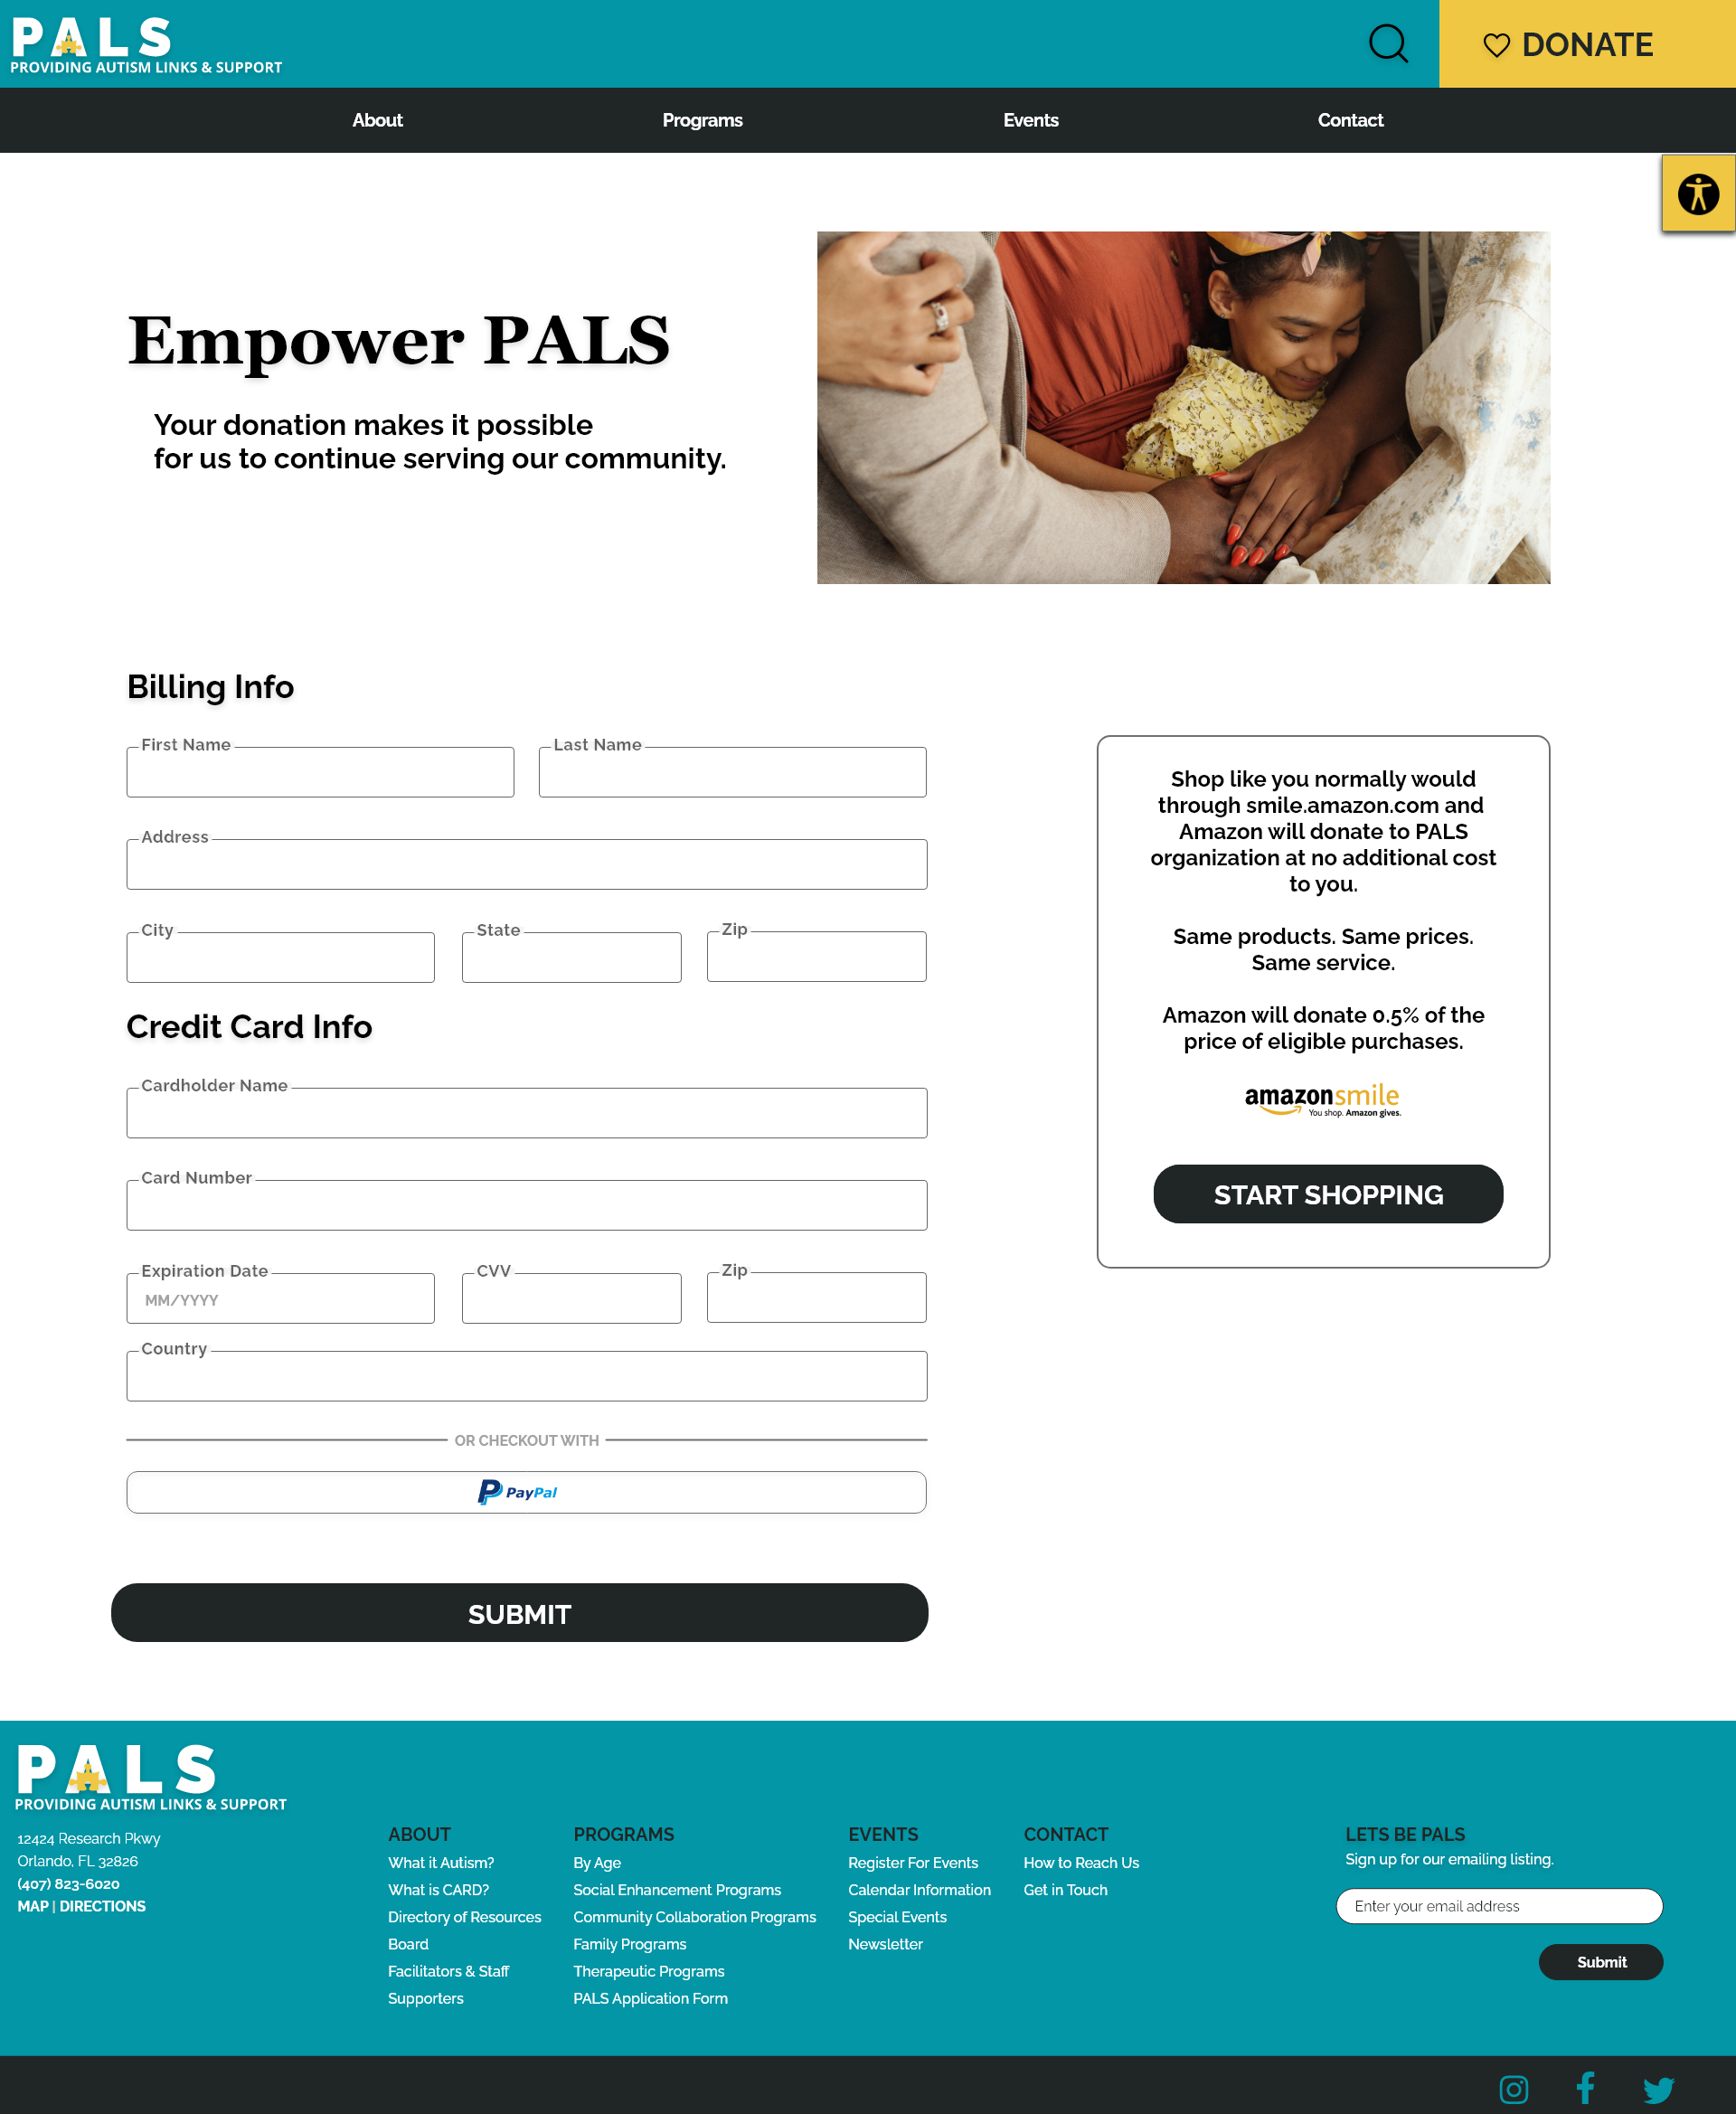 PALS
PROVIDING AUTISM LINKS & SUPPORT
DONATE
About
Programs
Events
Contact
Empower PALS
Your donation makes it possible
for us to continue serving our community.
Billing Info
First Name
Last Name
Address
City
State
Zip
Credit Card Info
Cardholder Name
Card Number
Expiration Date
MM/YYYY
CVV
Zip
Country
OR CHECKOUT WITH
PayPal
SUBMIT
Shop like you normally would
through smile.amazon.com and
Amazon will donate to PALS
organization at no additional cost
to you.
Same products. Same prices.
Same service.
Amazon will donate 0.5% of the
price of eligible purchases.
amazonsmile
You shop. Amazon gives.
START SHOPPING
PALS
PROVIDING AUTISM LINKS & SUPPORT
12424 Research Pkwy
Orlando, FL 32826
(407) 823-6020
MAP | DIRECTIONS
ABOUT
What it Autism?
What is CARD?
Directory of Resources
Board
Facilitators & Staff
Supporters
PROGRAMS
By Age
Social Enhancement Programs
Community Collaboration Programs
Family Programs
Therapeutic Programs
PALS Application Form
EVENTS
Register For Events
Calendar Information
Special Events
Newsletter
CONTACT
How to Reach Us
Get in Touch
LETS BE PALS
Sign up for our emailing listing.
Enter your email address
Submit